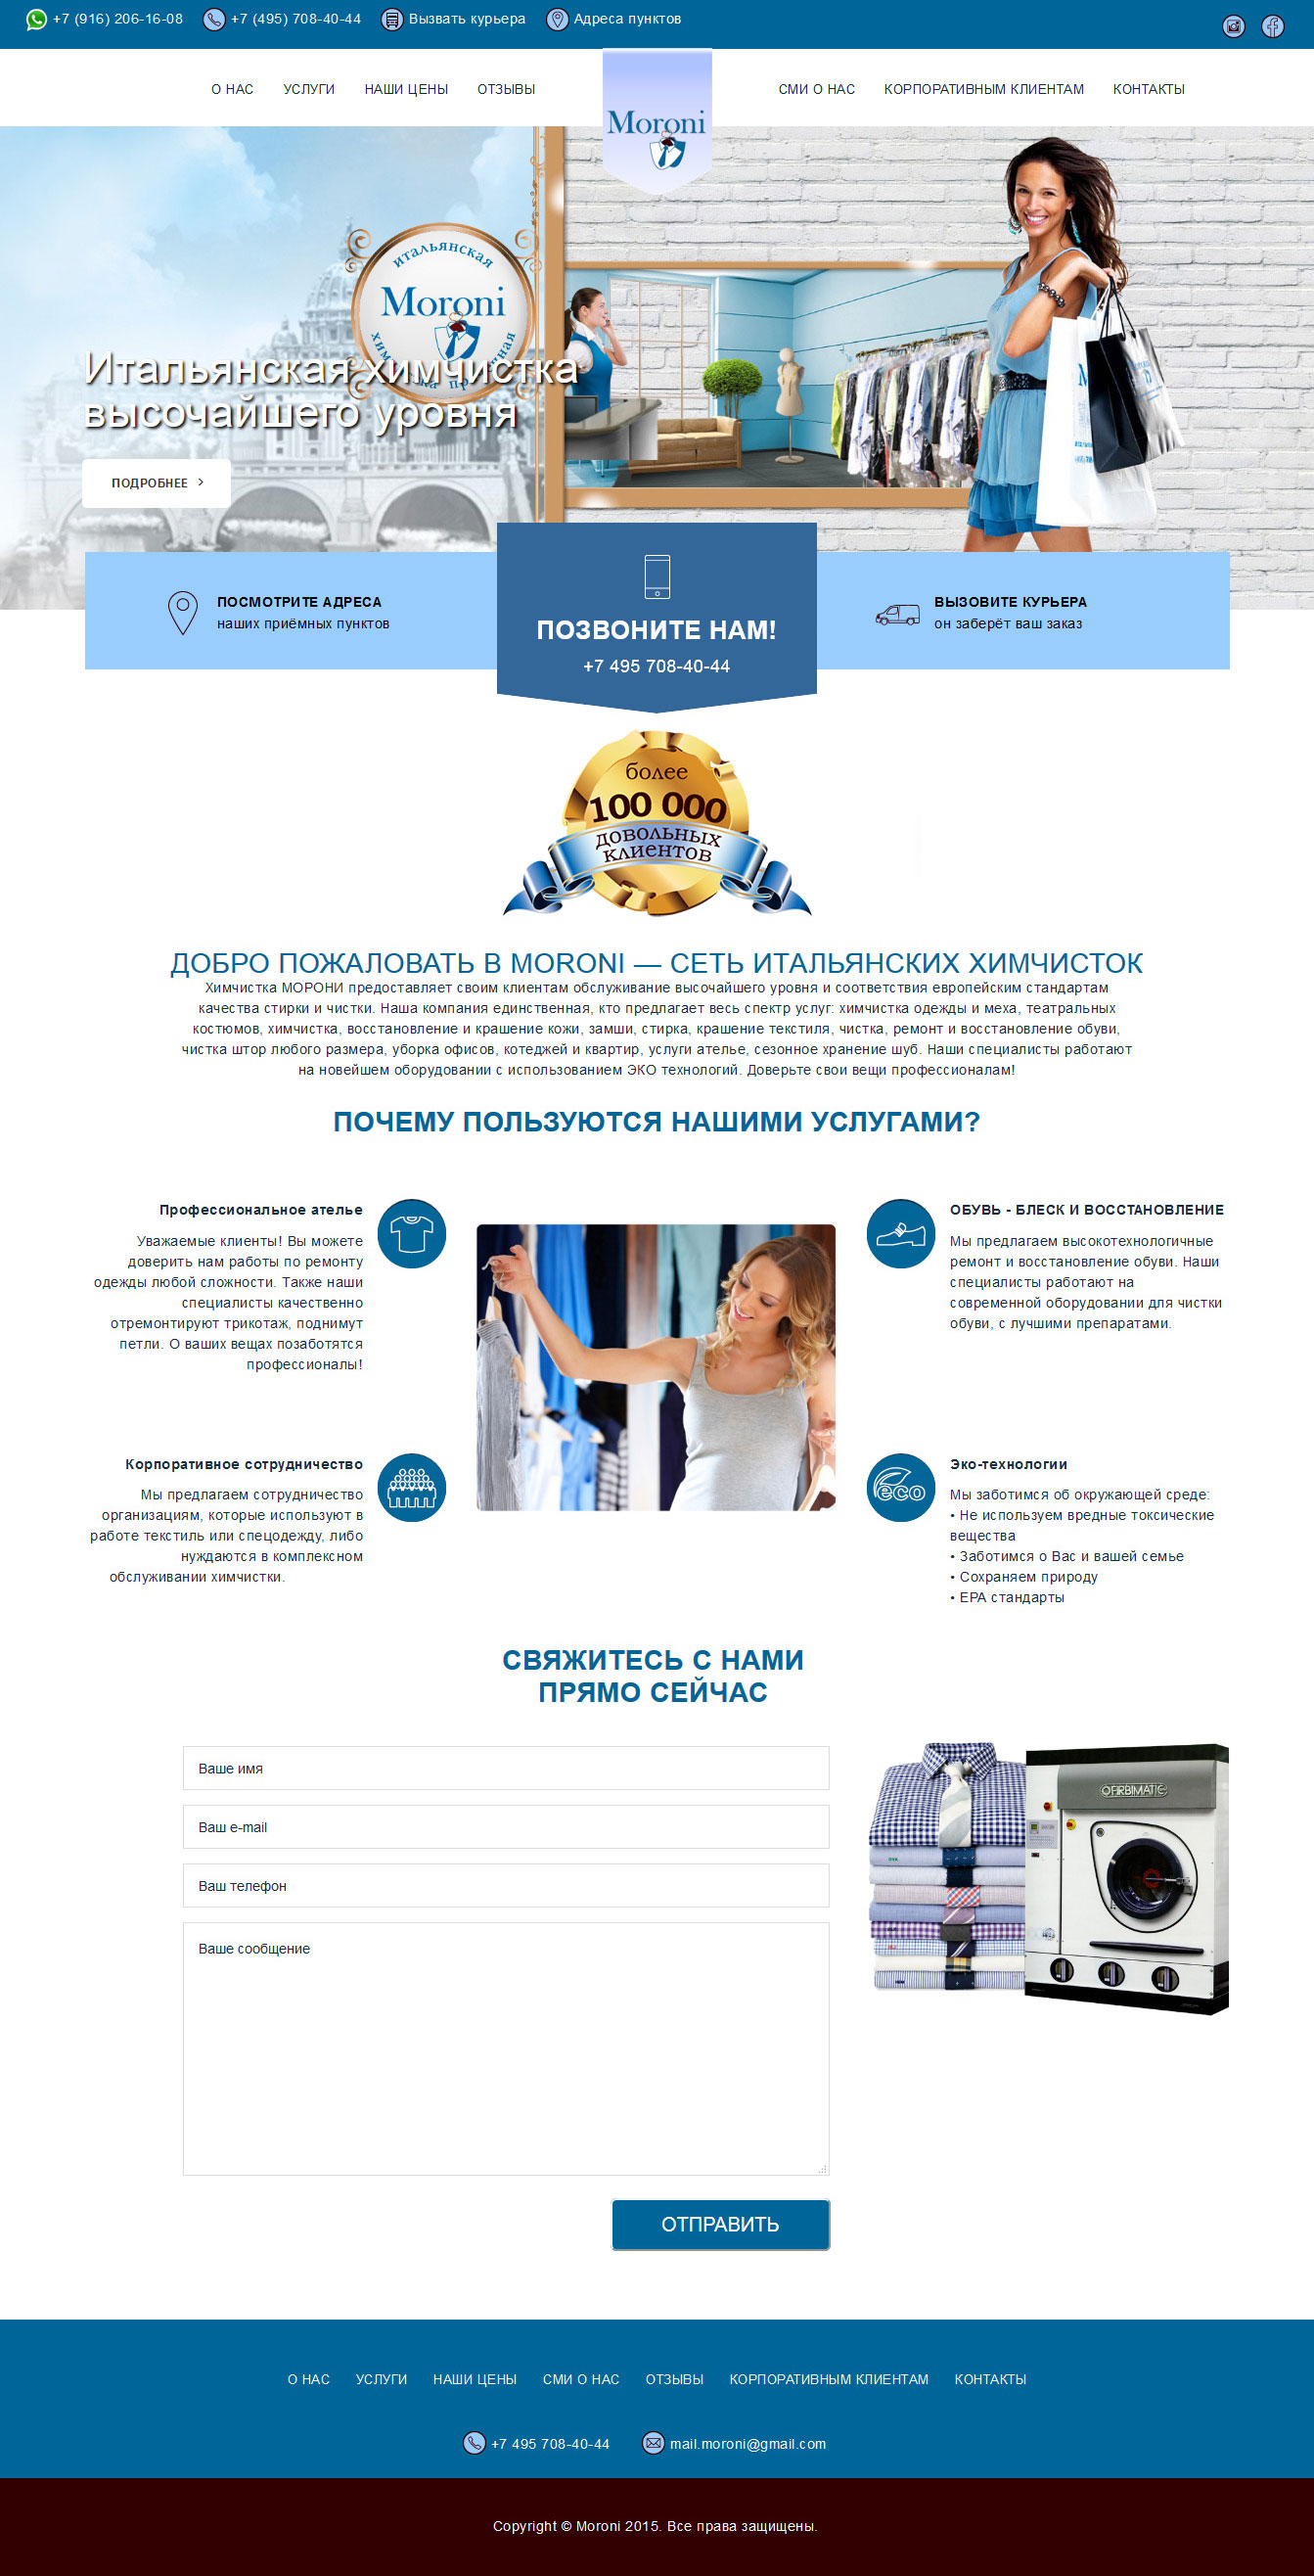 +7 (916) 206-16-08 +7 (495) 708-40-44 Вызвать курьера Адреса пунктов
О НАС УСЛУГИ НАШИ ЦЕНЫ ОТЗЫВЫ
Moroni
СМИ О НАС КОРПОРАТИВНЫМ КЛИЕНТАМ КОНТАКТЫ
итальянская
Moroni
Итальянская химчистка
высочайшего уровня
ПОДРОБНЕЕ
ПОСМОТРИТЕ АДРЕСА
наших приёмных пунктов
ПОЗВОНИТЕ НАМ!
+7 495 708-40-44
ВЫЗОВИТЕ КУРЬЕРА
он заберёт ваш заказ
более
100 000
ДОВОЛЬНЫХ
КЛИЕНТОВ
ДОБРО ПОЖАЛОВАТЬ В MORONI — СЕТЬ ИТАЛЬЯНСКИХ ХИМЧИСТОК
Химчистка МОРОНИ предоставляет своим клиентам обслуживание высочайшего уровня и соответствия европейским стандартам
качества стирки и чистки. Наша компания единственная, кто предлагает весь спектр услуг: химчистка одежды и меха, театральных
костюмов, химчистка, восстановление и крашение кожи, замши, стирка, крашение текстиля, чистка, ремонт и восстановление обуви,
чистка штор любого размера, уборка офисов, котеджей и квартир, услуги ателье, сезонное хранение шуб. Наши специалисты работают
на новейшем оборудовании с использованием ЭКО технологий. Доверьте свои вещи профессионалам!
ПОЧЕМУ ПОЛЬЗУЮТСЯ НАШИМИ УСЛУГАМИ?
Профессиональное ателье
Уважаемые клиенты! Вы можете
доверить нам работы по ремонту
одежды любой сложности. Также наши
специалисты качественно
отремонтируют трикотаж, поднимут
петли. О ваших вещах позаботятся
профессионалы!
ОБУВЬ - БЛЕСК И ВОССТАНОВЛЕНИЕ
Мы предлагаем высокотехнологичные
ремонт и восстановление обуви. Наши
специалисты работают на
современной оборудовании для чистки
обуви, с лучшими препаратами.
Корпоративное сотрудничество
Мы предлагаем сотрудничество
организациям, которые используют в
работе текстиль или спецодежду, либо
нуждаются в комплексном
обслуживании химчистки.
eco
Эко-технологии
Мы заботимся об окружающей среде:
• Не используем вредные токсические
вещества
• Заботимся о Вас и вашей семье
• Сохраняем природу
• EPA стандарты
СВЯЖИТЕСЬ С НАМИ
ПРЯМО СЕЙЧАС
Ваше имя
Ваш e-mail
Ваш телефон
Ваше сообщение
FIRBIMATIC
ОТПРАВИТЬ
О НАС УСЛУГИ НАШИ ЦЕНЫ СМИ О НАС ОТЗЫВЫ КОРПОРАТИВНЫМ КЛИЕНТАМ КОНТАКТЫ
+7 495 708-40-44 mail.moroni@gmail.com
Copyright © Moroni 2015. Все права защищены.